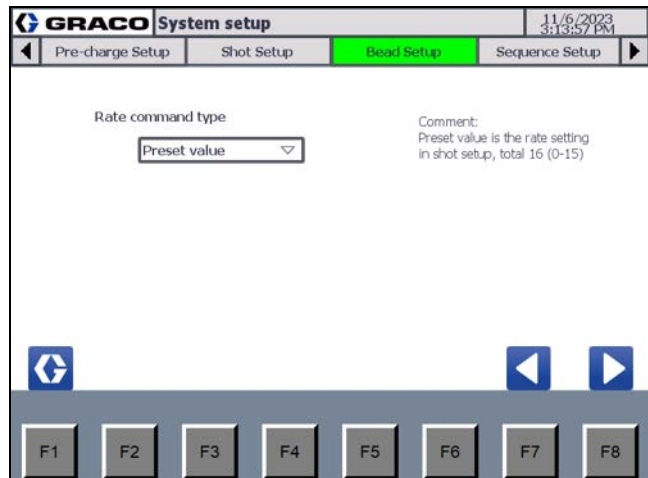 GRACO System setup 11/6/2023
3:13:57 PM
Pre-charge Setup Shot Setup Bead Setup Sequence Setup
Rate command type
Preset value
Comment:
Preset value is the rate setting
in shot setup, total 16 (0-15)
F1 F2 F3 F4 F5 F6 F7 F8